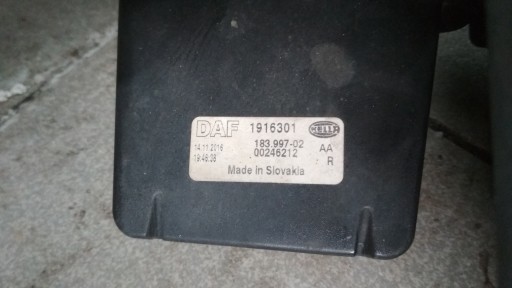 DAF 1916301 HELLA
14.11.2016 183.997-02 AA
19:46:28 00246212 R
Made in Slovakia